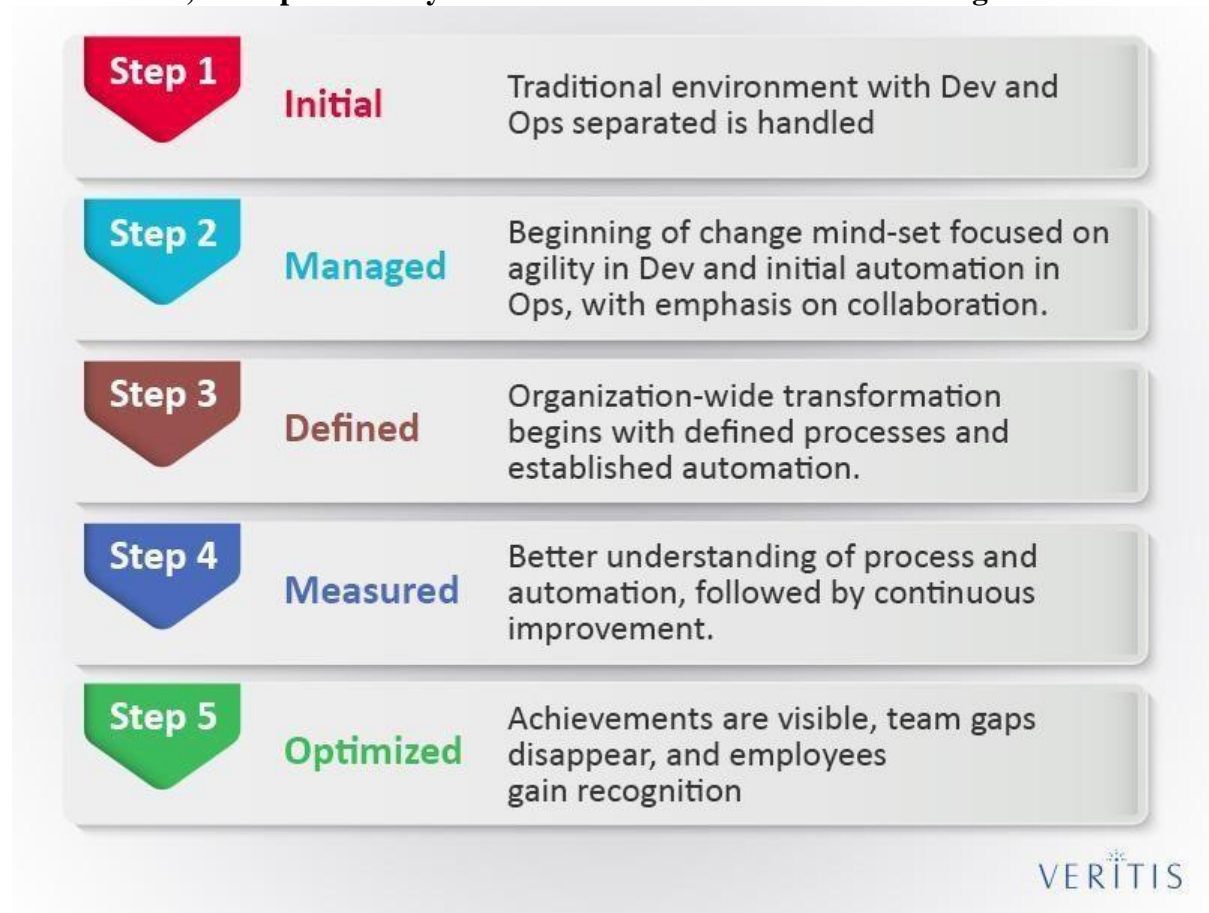 Step 1
Initial
Traditional environment with Dev and
Ops separated is handled
Step 2
Managed
Beginning of change mind-set focused on
agility in Dev and initial automation in
Ops, with emphasis on collaboration.
Step 3
Defined
Organization-wide transformation
begins with defined processes and
established automation.
Step 4
Measured
Better understanding of process and
automation, followed by continuous
improvement.
Step 5
Optimized
Achievements are visible, team gaps
disappear, and employees
gain recognition
VERITIS